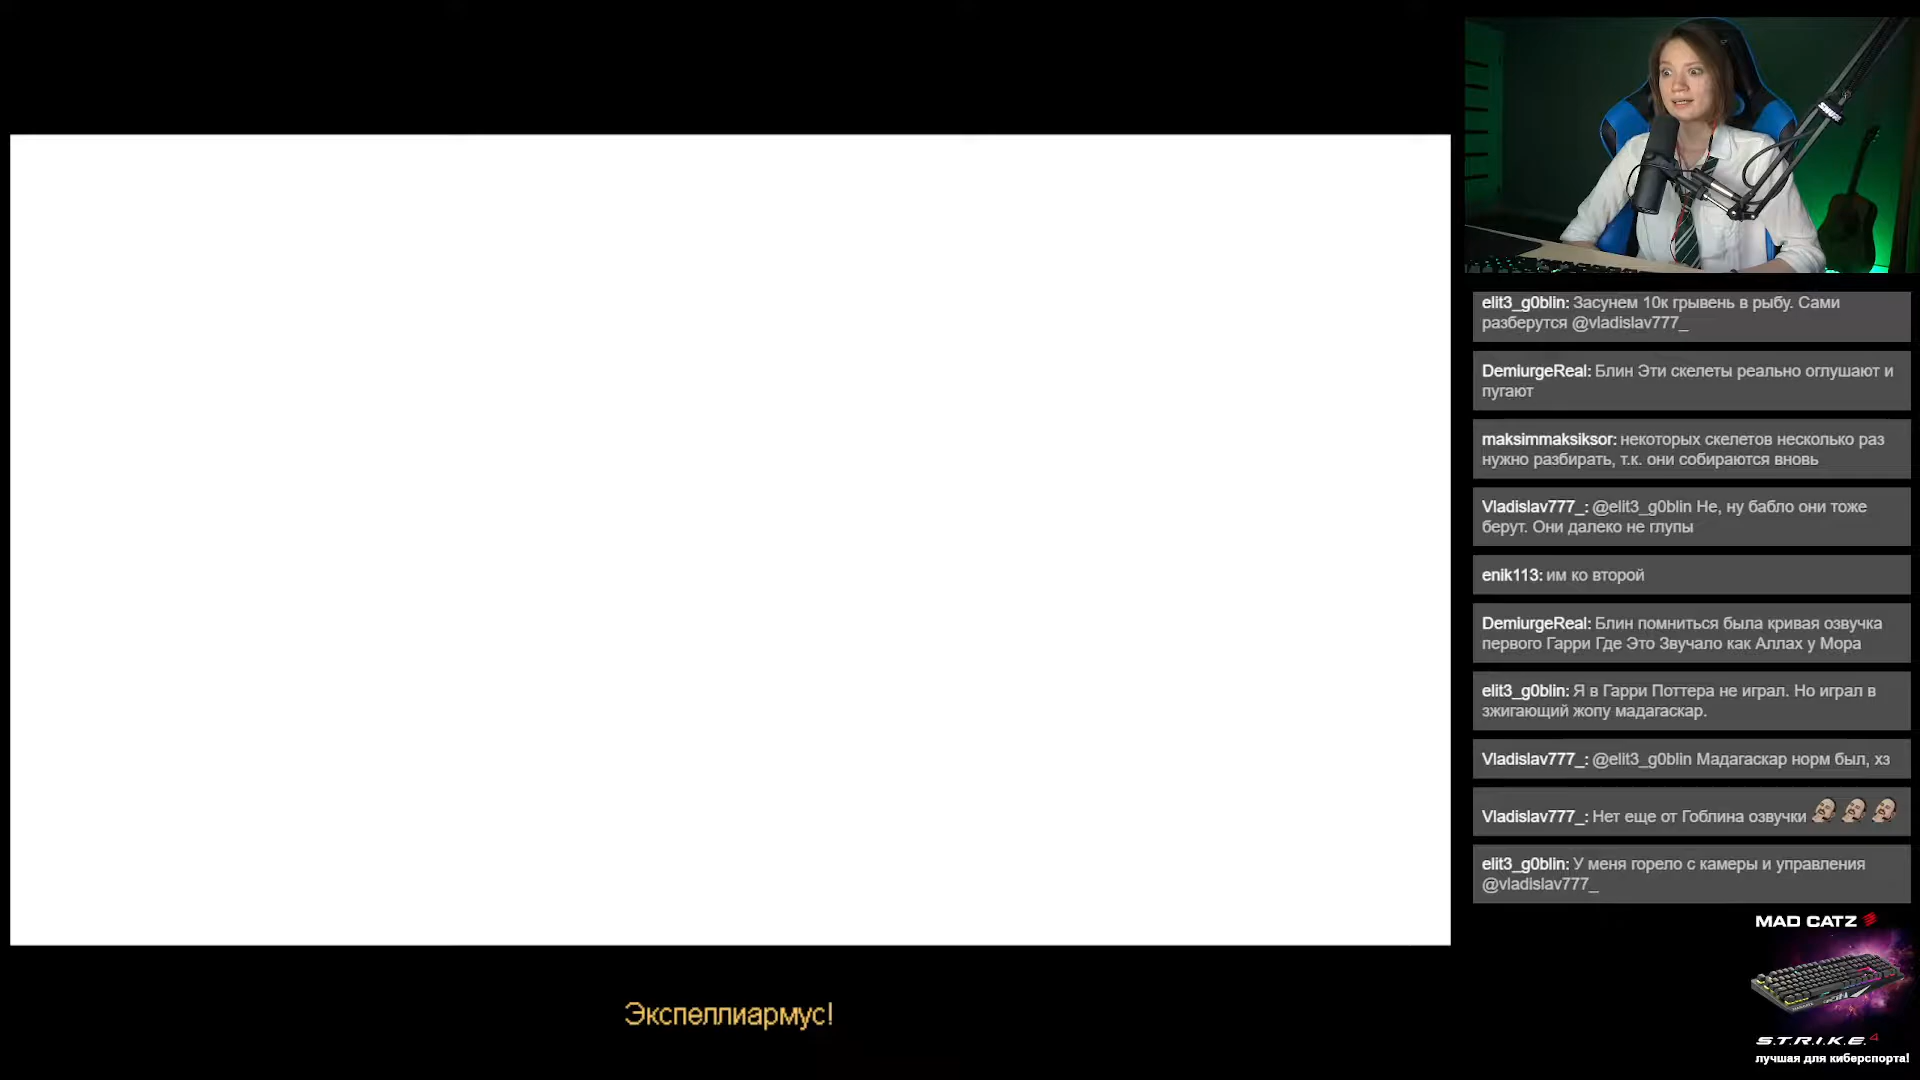 elit3_g0blin: Засунем 10к грывень в рыбу. Сами
разберутся @vladislav777_
DemiurgeReal: Блин Эти скелеты реально оглушают и
пугают
maksimmaksiksor: некоторых скелетов несколько раз
нужно разбирать, т.к. они собираются вновь
Vladislav777_: @elit3_g0blin Не, ну бабло они тоже
берут. Они далеко не глупы
enik113: им ко второй
DemiurgeReal: Блин помниться была кривая озвучка
первого Гарри Где Это Звучало как Аллах у Мора
elit3_g0blin: Я в Гарри Поттера не играл. Но играл в
зжигающий жопу мадагаскар.
Vladislav777_: @elit3_g0blin Мадагаскар норм был, хз
Vladislav777_: Нет еще от Гоблина озвучки
elit3_g0blin: У меня горело с камеры и управления
@vladislav777_
MAD CATZ
S.T.R.I.K.E. 4
лучшая для киберспорта!
Экспеллиармус!